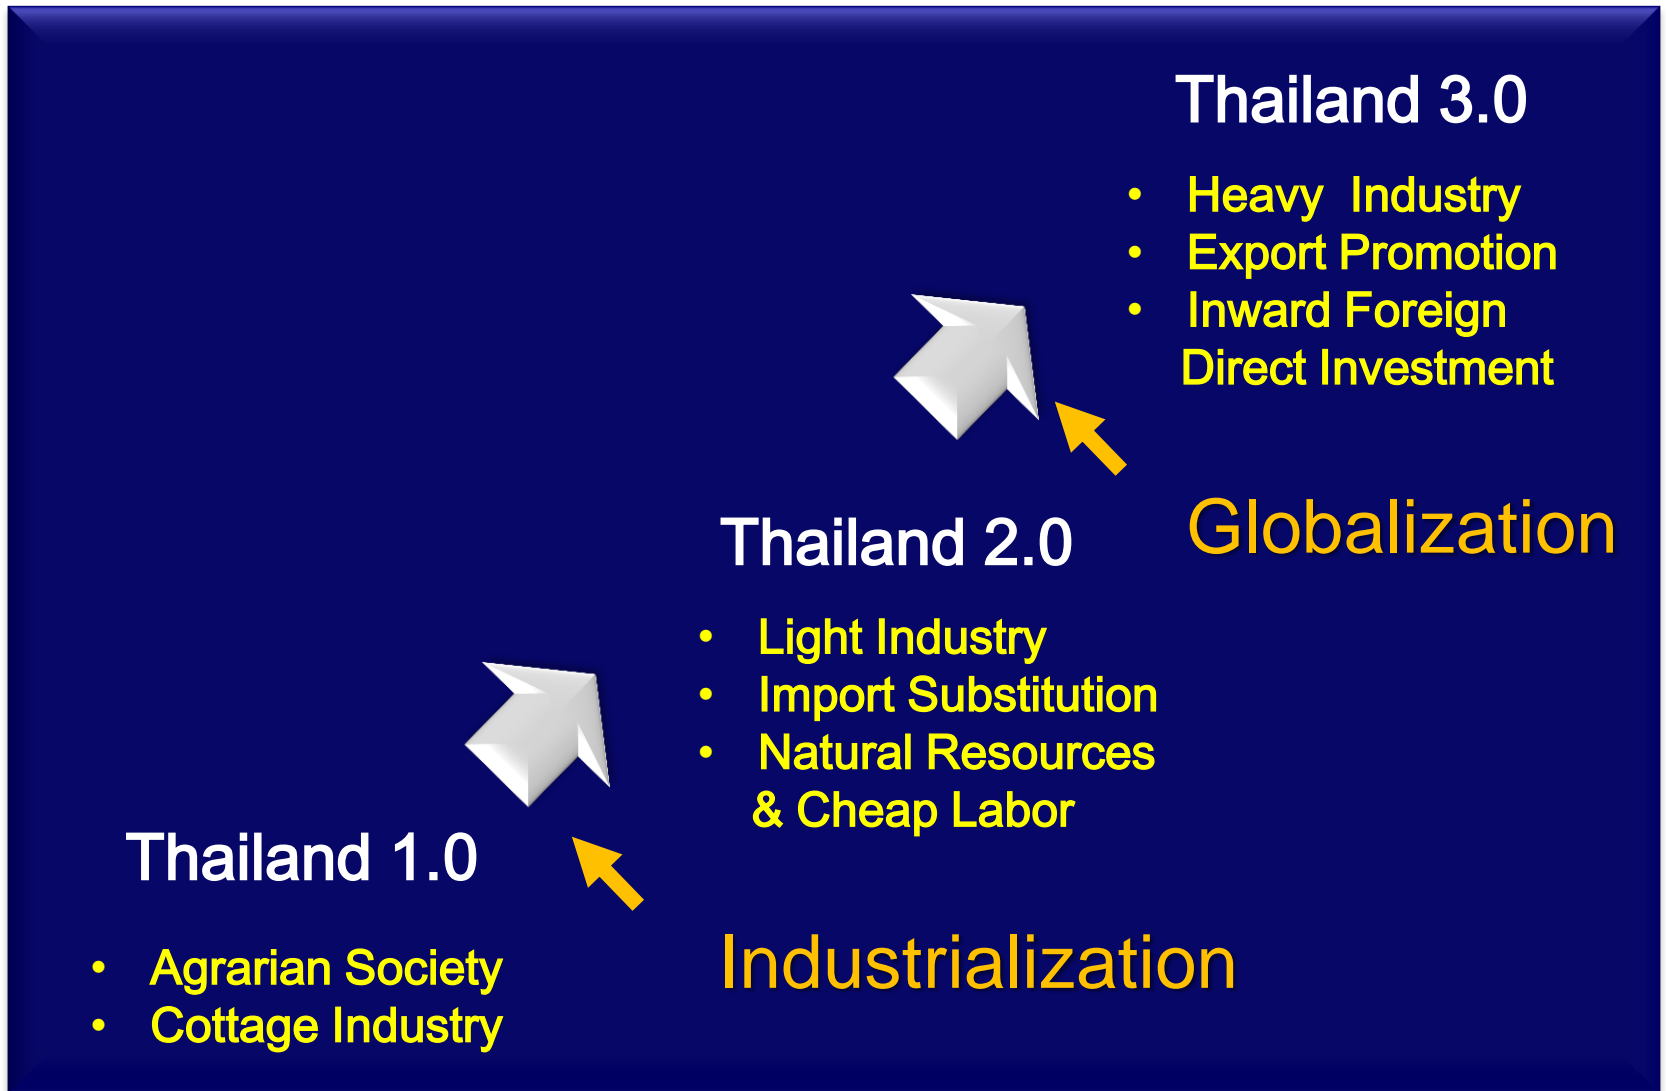 Thailand 3.0
• Heavy Industry
• Export Promotion
• Inward Foreign
Direct Investment
Globalization
Thailand 2.0
• Light Industry
• Import Substitution
• Natural Resources
& Cheap Labor
Industrialization
Thailand 1.0
• Agrarian Society
• Cottage Industry